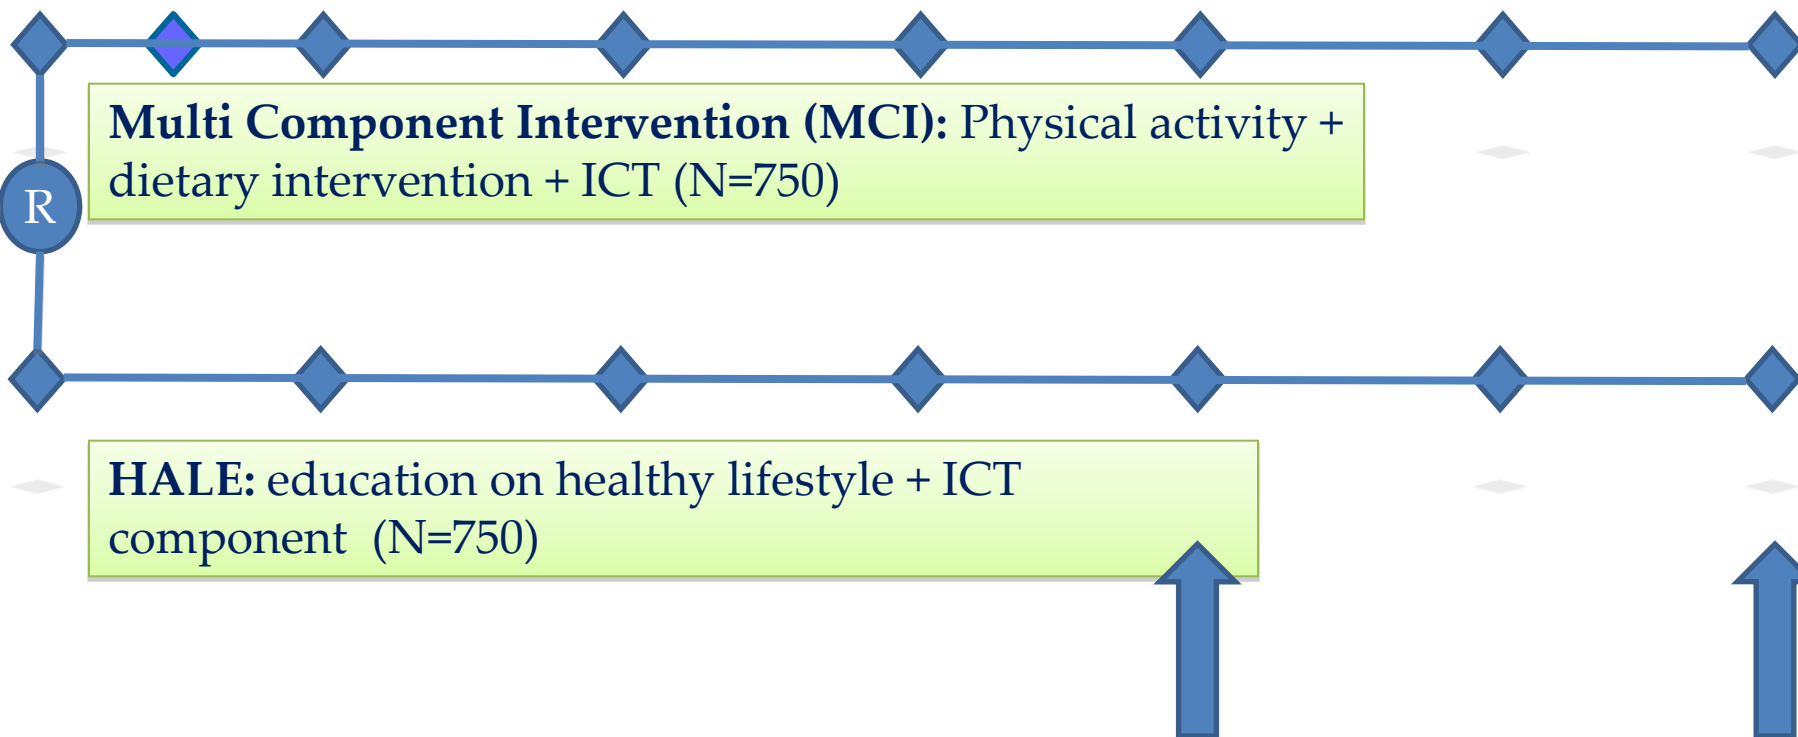 Multi Component Intervention (MCI): Physical activity +
dietary intervention + ICT (N=750)
R
HALE: education on healthy lifestyle + ICT
component (N=750)